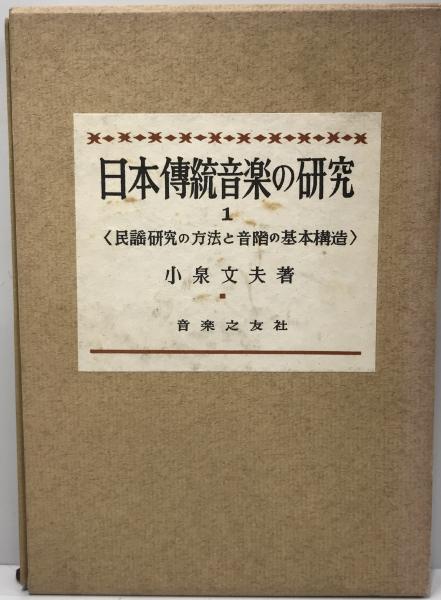 日本傳統音楽の研究
1
〈民謡研究の方法と音階の基本構造〉
小泉文夫著
音楽之友社